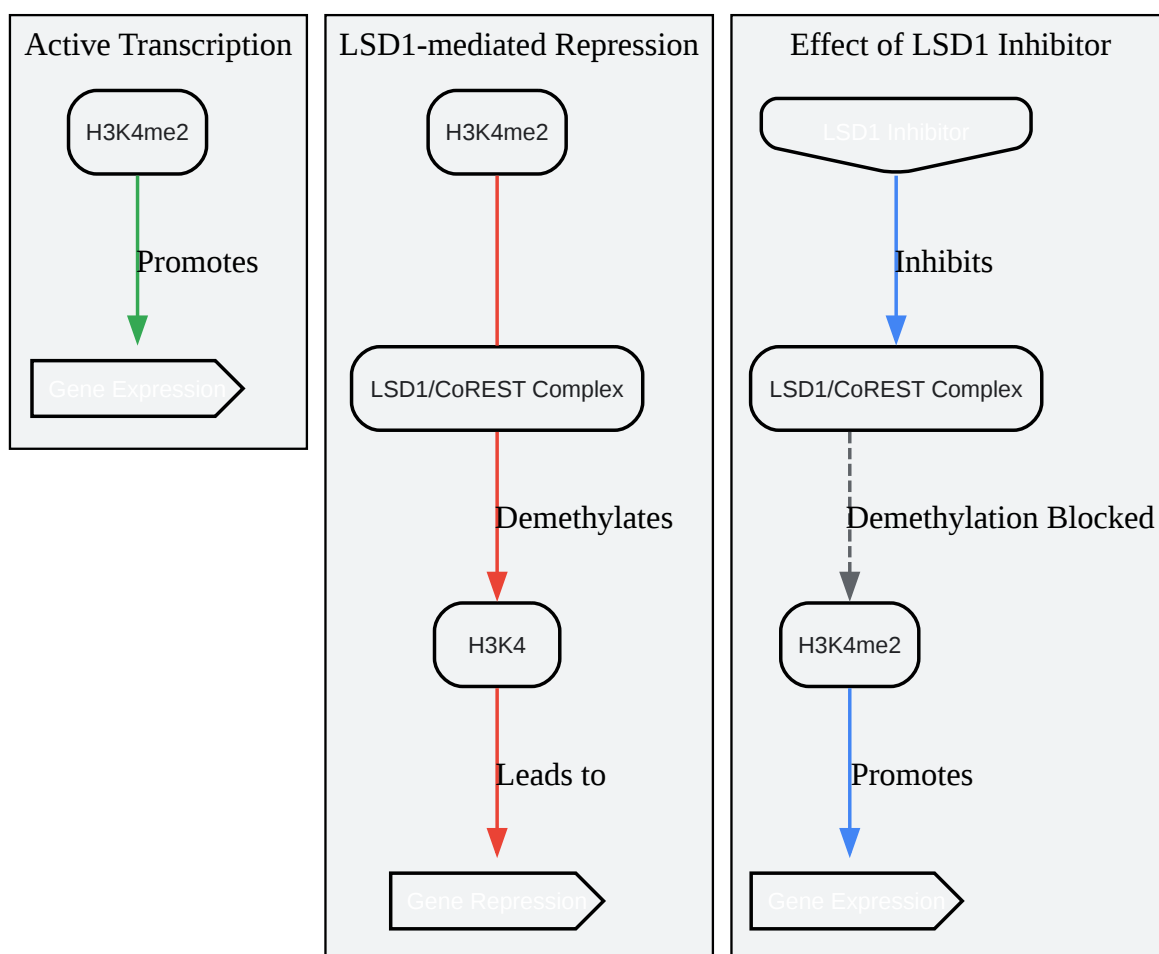 Active Transcription
H3K4me2
Promotes
Gene Expression
LSD1-mediated Repression
H3K4me2
LSD1/CoREST Complex
Demethylates
H3K4
Leads to
Gene Repression
Effect of LSD1 Inhibitor
LSD1 Inhibitor
Inhibits
LSD1/CoREST Complex
Demethylation Blocked
H3K4me2
Promotes
Gene Expression